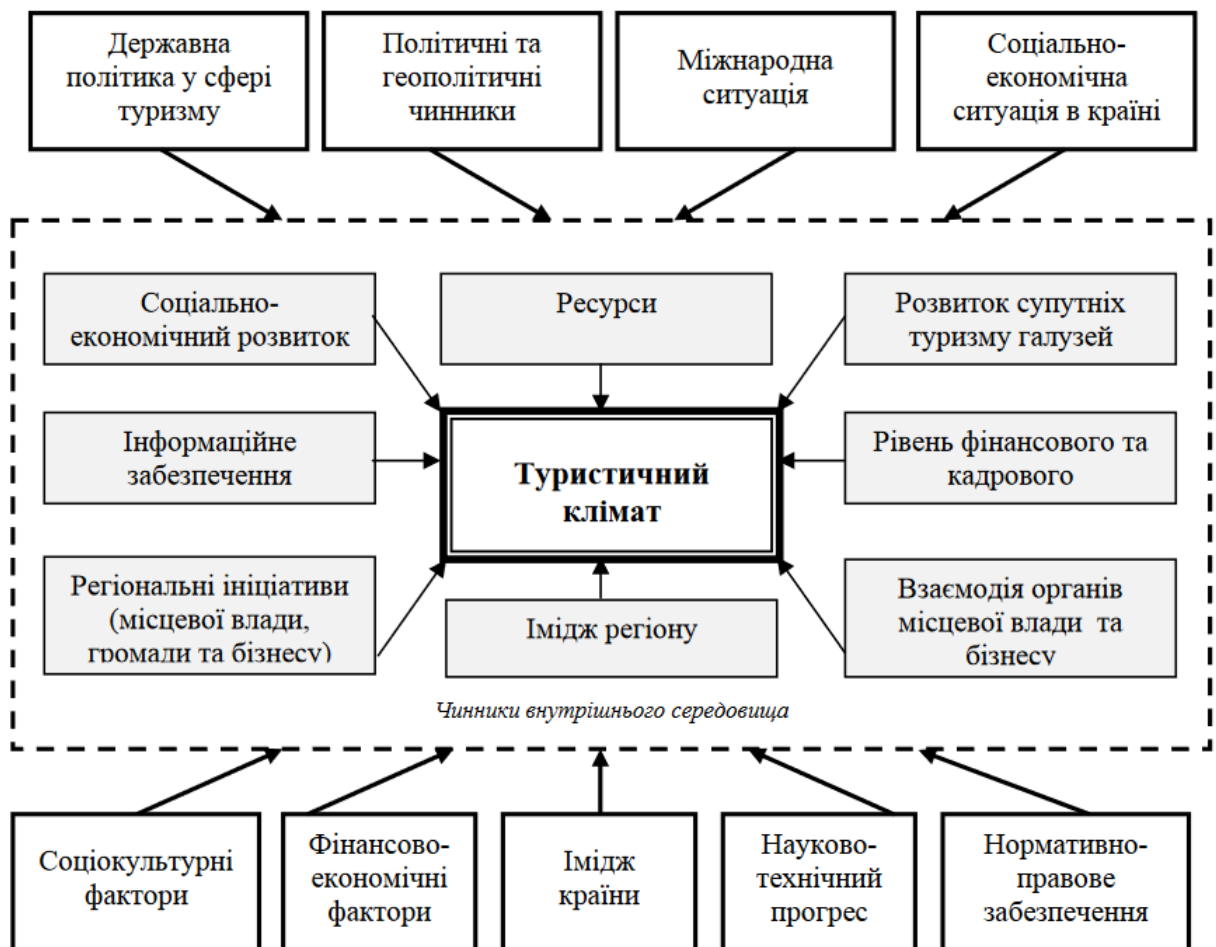 Державна
політика у сфері
туризму
Політичні та
геополітичні
чинники
Міжнародна
ситуація
Соціально-
економічна
ситуація в країні
Соціально-
економічний розвиток
Ресурси
Розвиток супутніх
туризму галузей
Інформаційне
забезпечення
Туристичний
клімат
Рівень фінансового та
кадрового
Регіональні ініціативи
(місцевої влади,
громади та бізнесу)
Імідж регіону
Взаємодія органів
місцевої влади та
бізнесу
Чинники внутрішнього середовища
Соціокультурні
фактори
Фінансово-
економічні
фактори
Імідж
країни
Науково-
технічний
прогрес
Нормативно-
правове
забезпечення